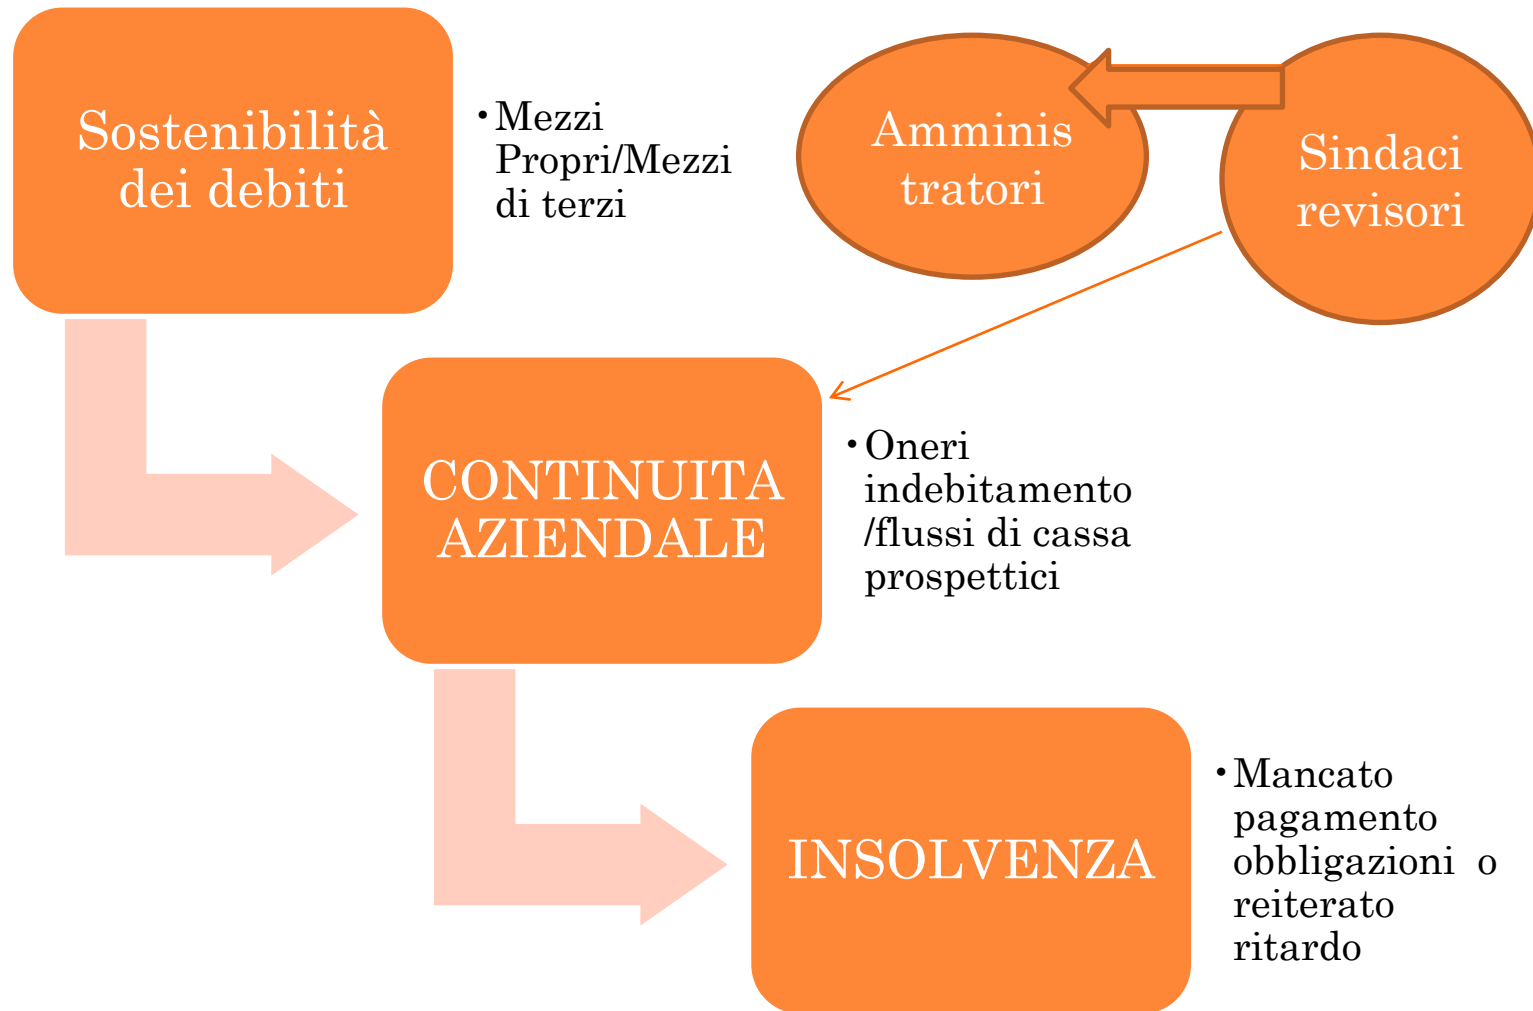 Sostenibilità
dei debiti
•Mezzi
Propri/Mezzi
di terzi
Amminis
tratori
Sindaci
revisori
CONTINUITA
AZIENDALE
•Oneri
indebitamento
/flussi di cassa
prospettici
INSOLVENZA
•Mancato
pagamento
obbligazioni o
reiterato
ritardo